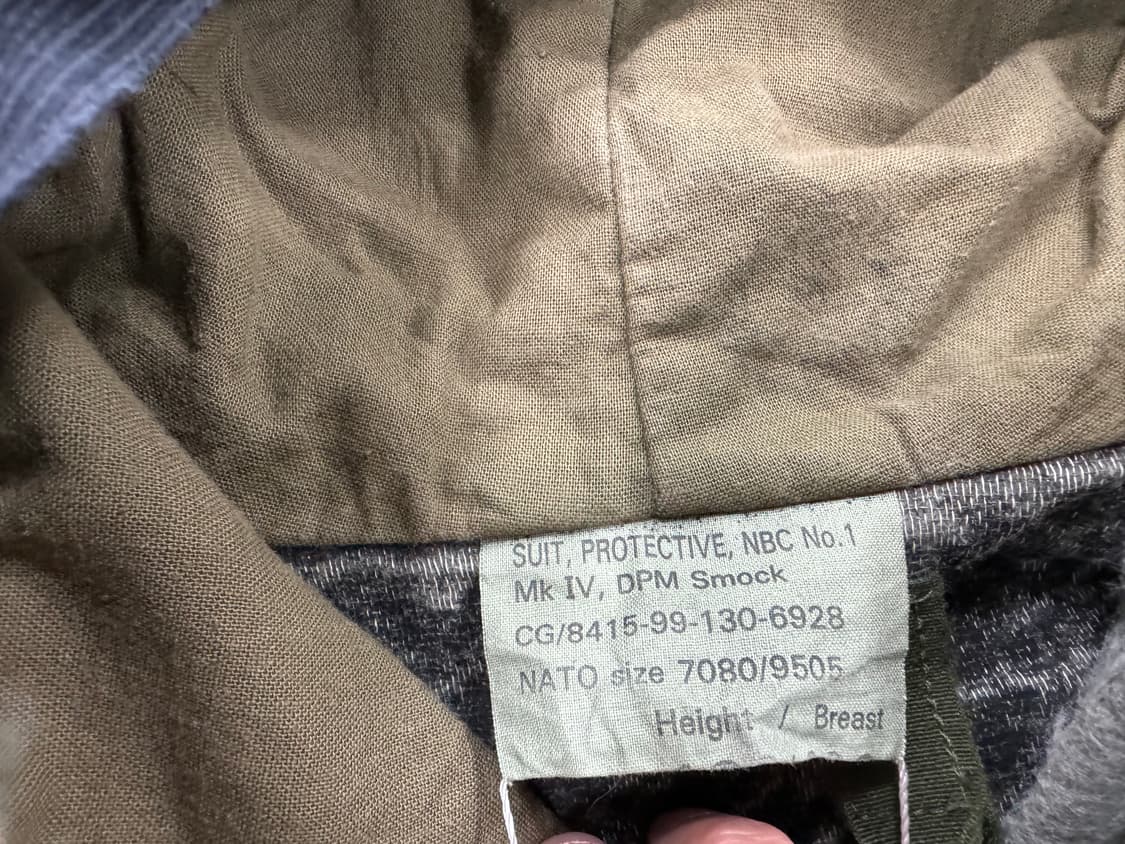 SUIT, PROTECTIVE, NBC No.1
Mk IV, DPM Smock
CG/8415-99-130-6928
NATO size 7080/9505
Height / Breast